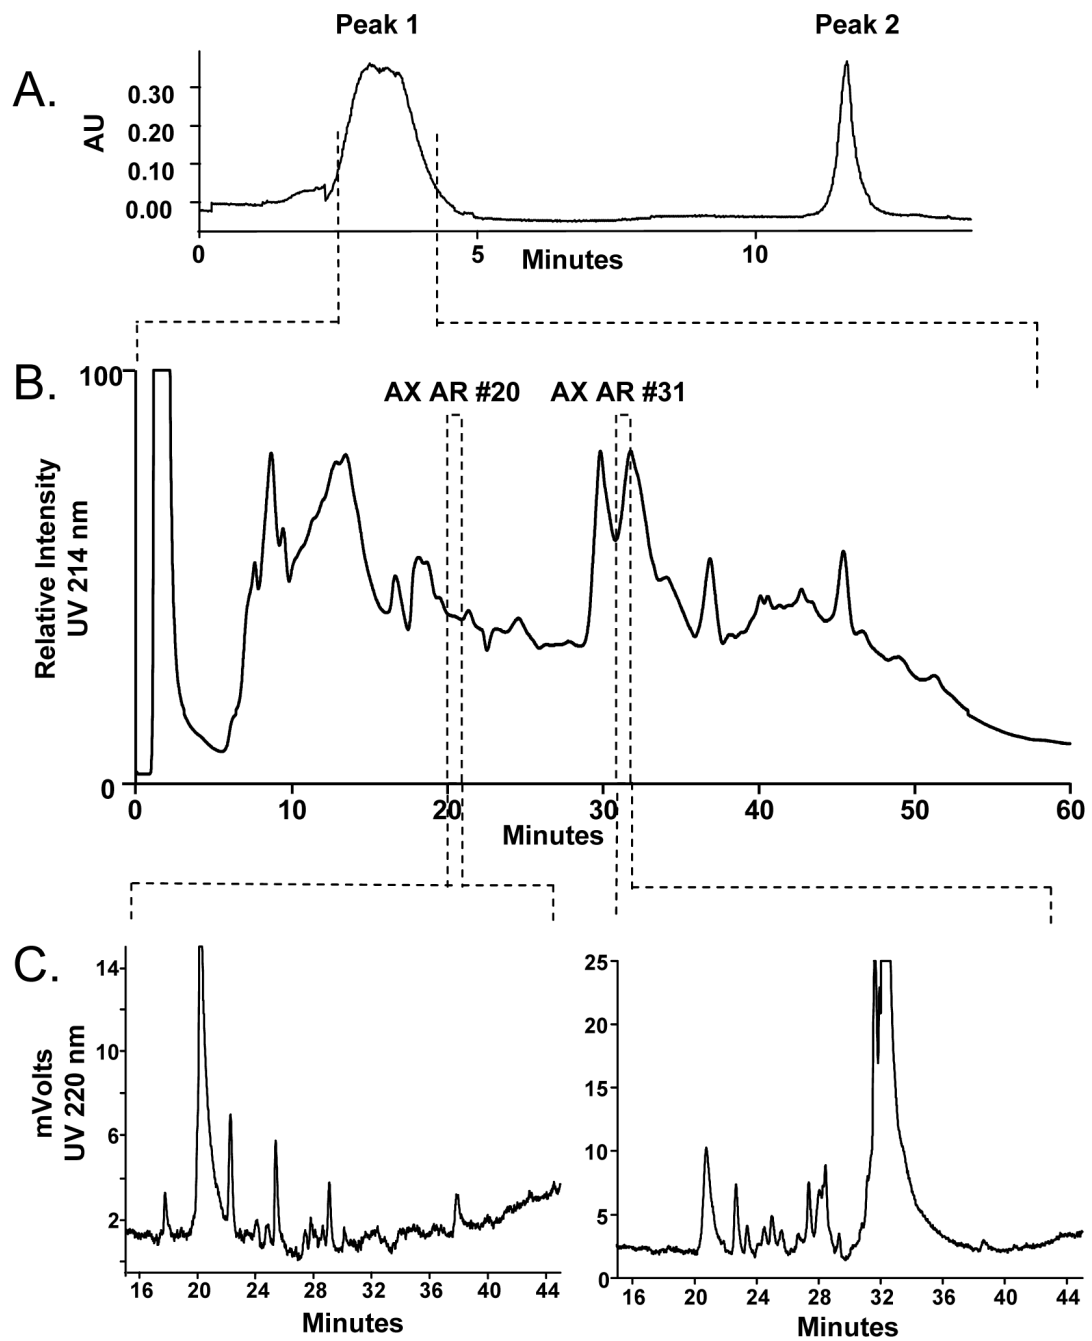 Peak 1
Peak 2
A.
AU
0.30
0.20
0.10
0.00
0
5
10
Minutes
B.
AX AR #20
AX AR #31
Relative Intensity
UV 214 nm
100
0
0
10
20
30
40
50
60
Minutes
C.
mVolts
UV 220 nm
14
10
6
2
16
20
24
28
32
36
40
44
Minutes
25
20
15
10
5
0
16
20
24
28
32
36
40
44
Minutes